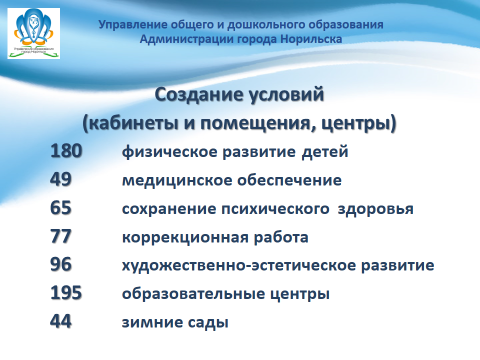 Управление общего и дошкольного образования
Администрации города Норильска
Создание условий
(кабинеты и помещения, центры)
180 физическое развитие детей
49 медицинское обеспечение
65 сохранение психического здоровья
77 коррекционная работа
96 художественно-эстетическое развитие
195 образовательные центры
44 зимние сады